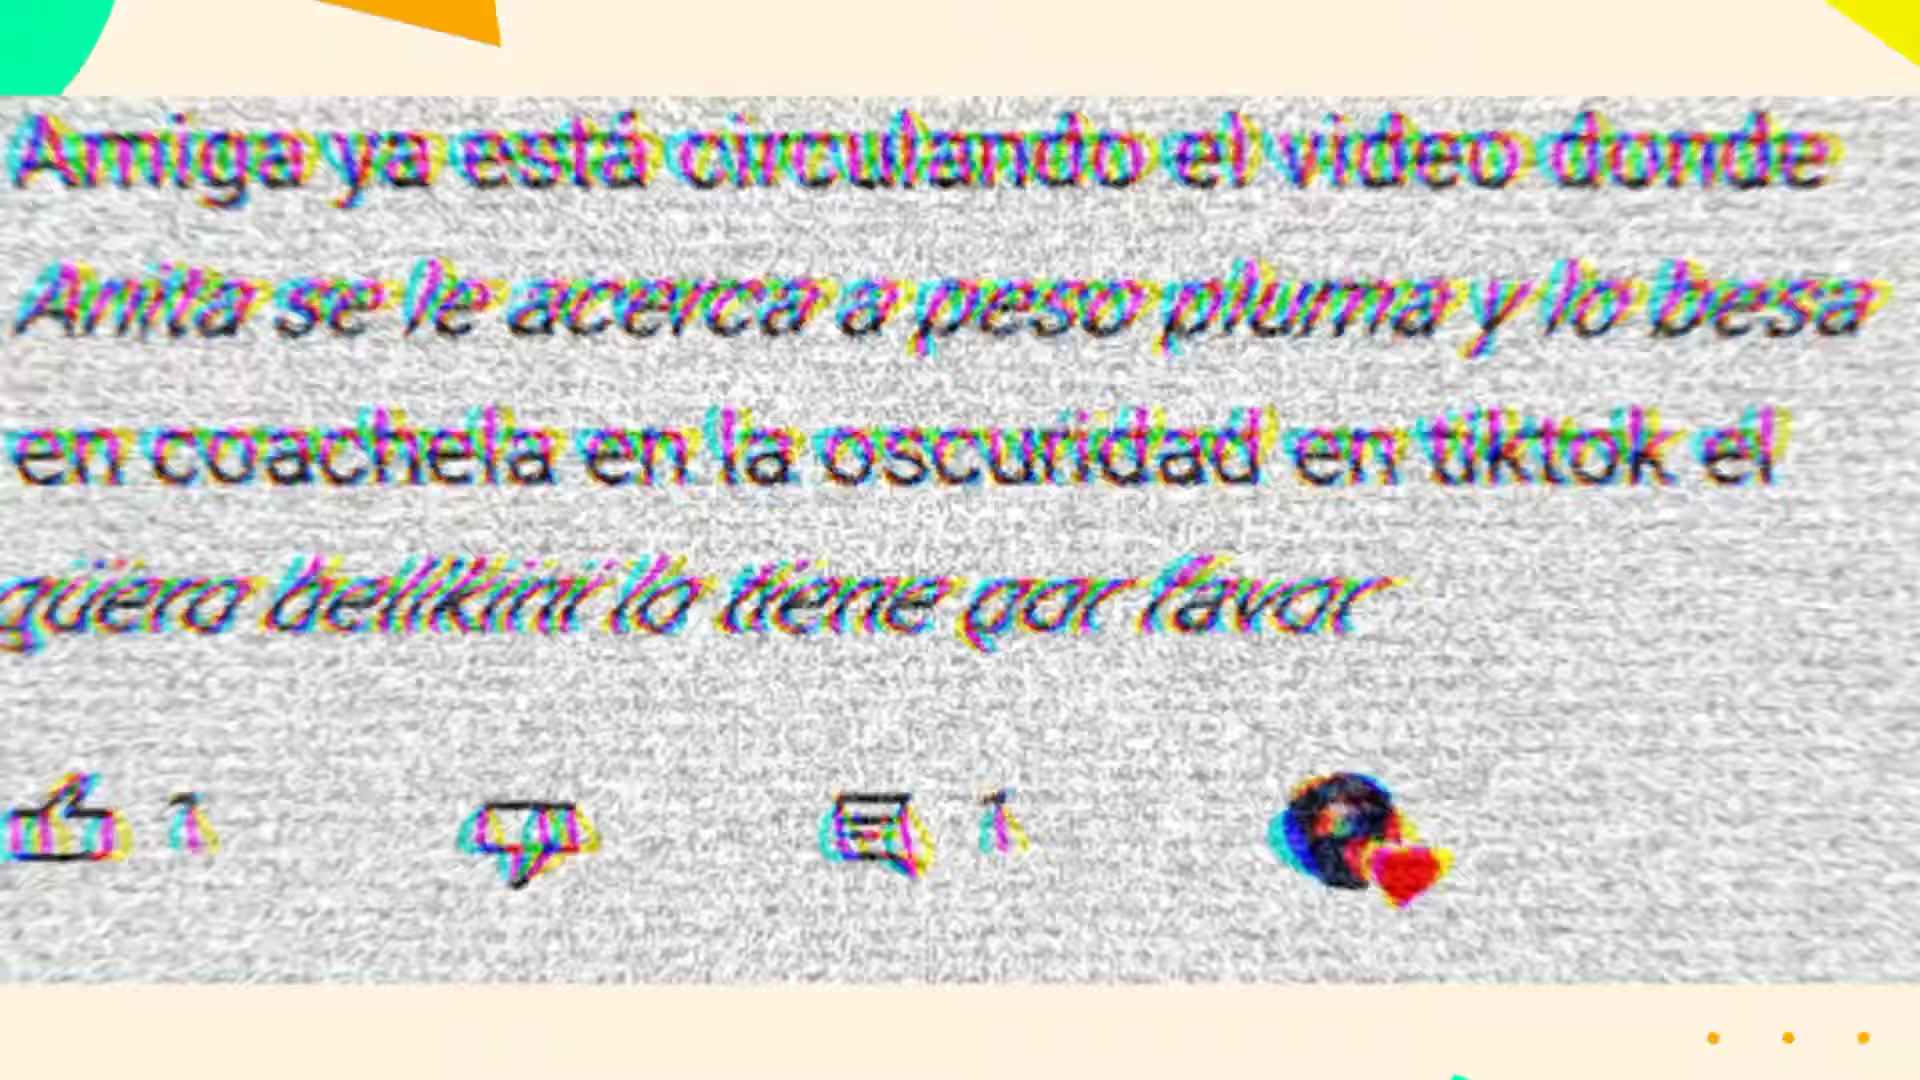 Amiga ya está circulando el video donde
Anita se le acerca a peso pluma y lo besa
en coachela en la oscuridad en tiktok el
güero bellikini lo tiene por favor
1
1